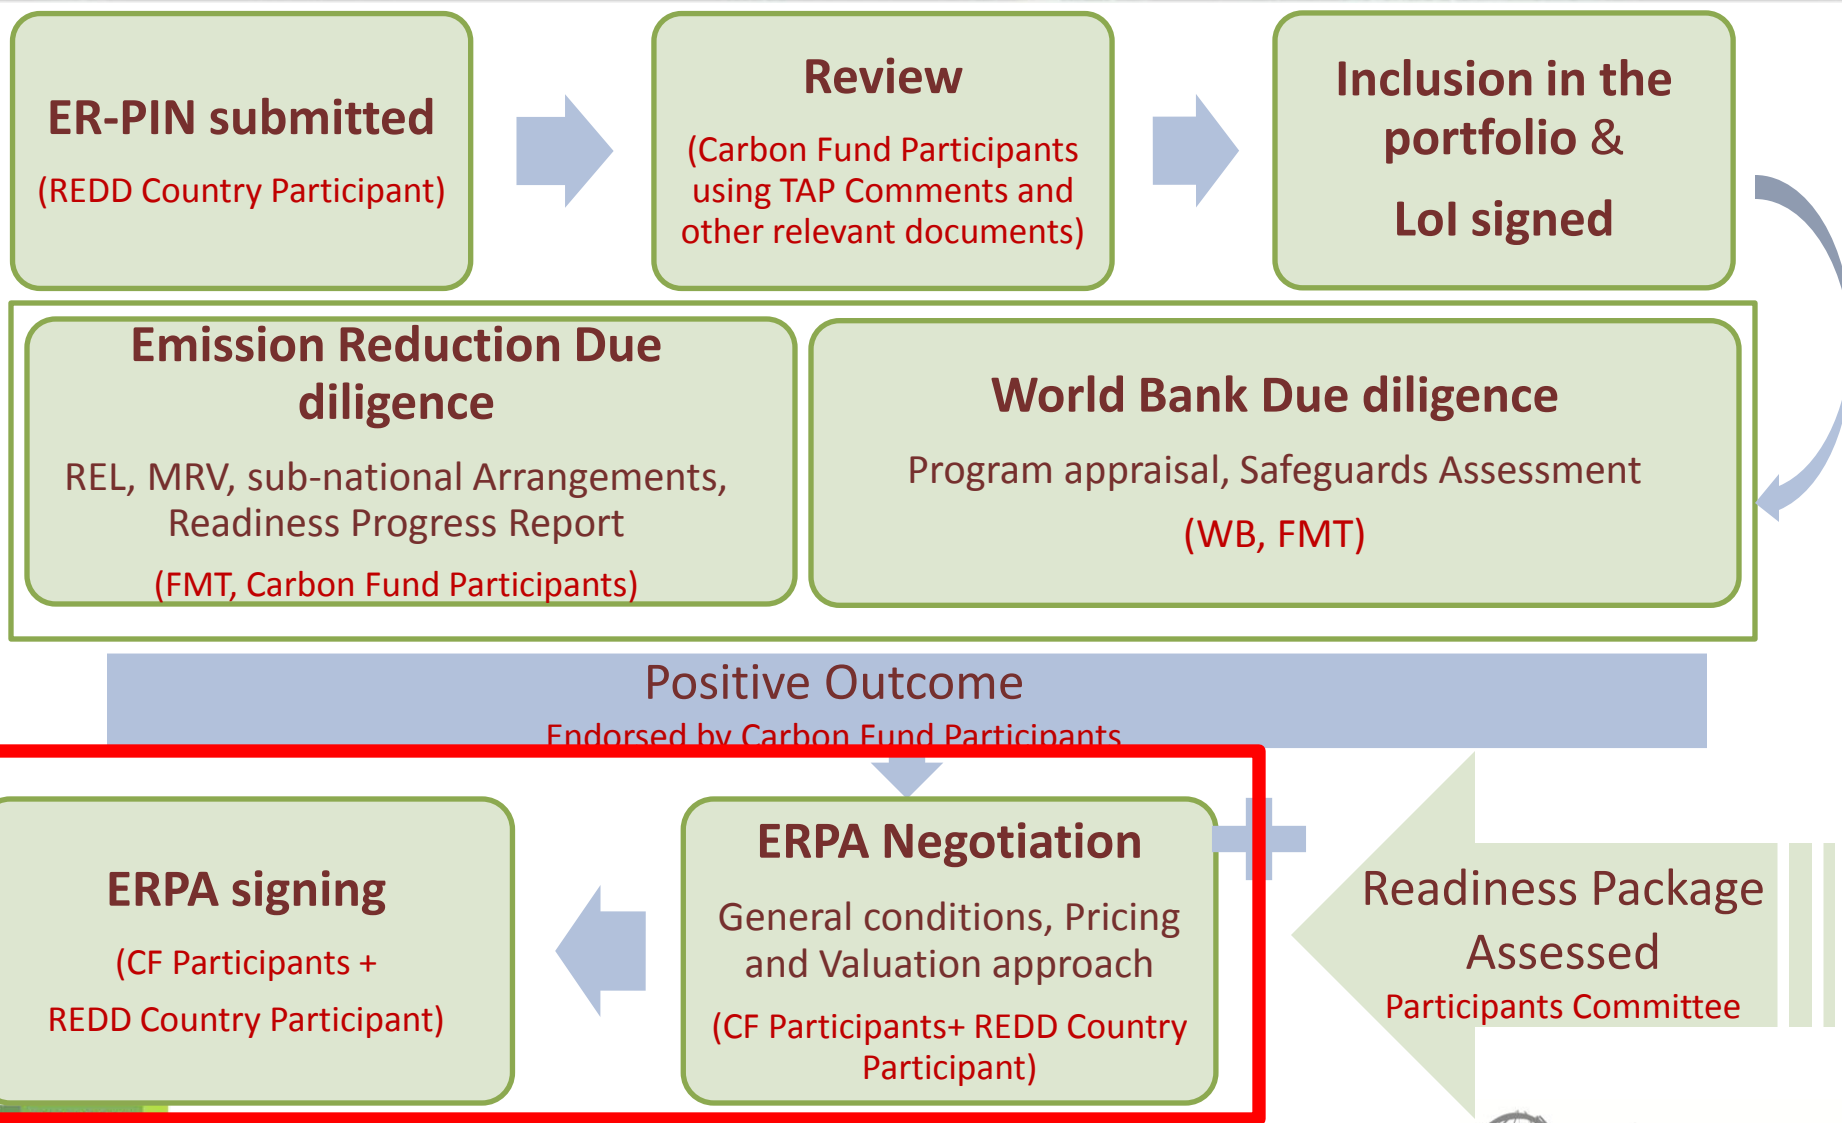 ER-PIN submitted
(REDD Country Participant)
Review
(Carbon Fund Participants
using TAP Comments and
other relevant documents)
Inclusion in the
portfolio &
LoI signed
Emission Reduction Due
diligence
REL, MRV, sub-national Arrangements,
Readiness Progress Report
(FMT, Carbon Fund Participants)
World Bank Due diligence
Program appraisal, Safeguards Assessment
(WB, FMT)
Positive Outcome
Endorsed by Carbon Fund Participants
ERPA signing
(CF Participants +
REDD Country Participant)
ERPA Negotiation
General conditions, Pricing
and Valuation approach
(CF Participants+ REDD Country
Participant)
Readiness Package
Assessed
Participants Committee